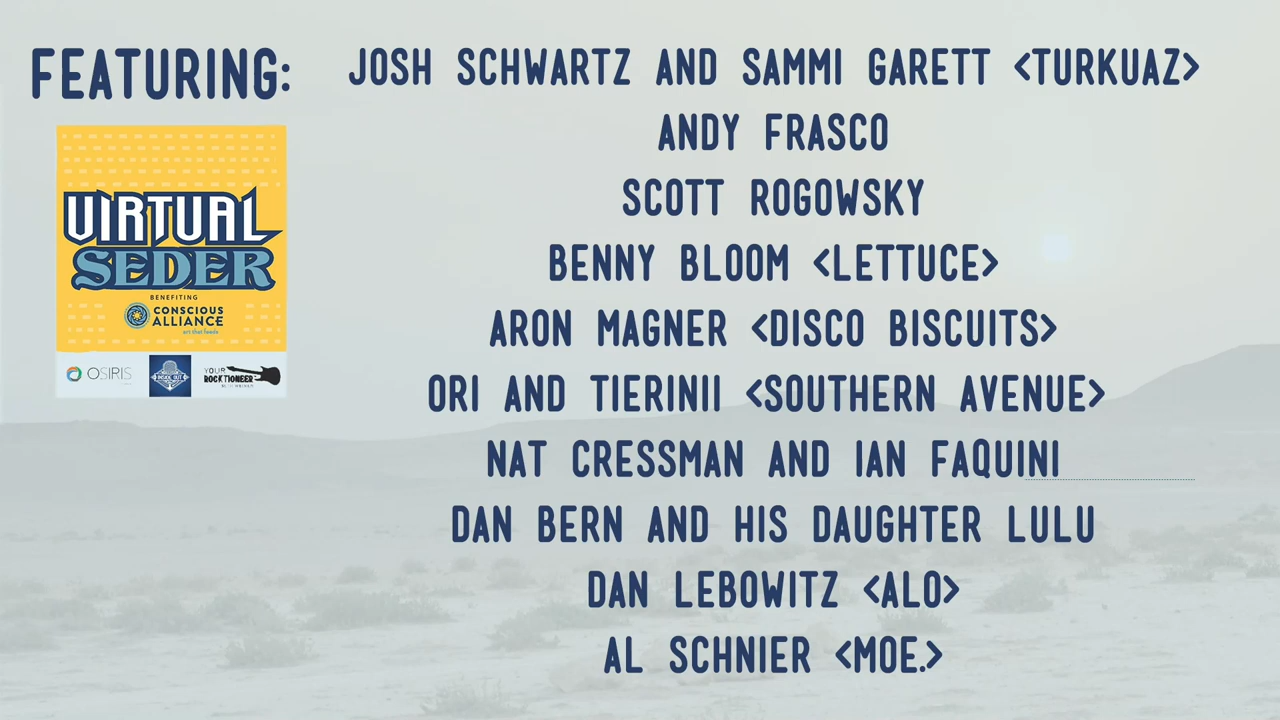 FEATURING:
JOSH SCHWARTZ AND SAMMI GARETT <TURKUAZ>
ANDY FRASCO
SCOTT ROGOWSKY
BENNY BLOOM <LETTUCE>
ARON MAGNER <DISCO BISCUITS>
ORI AND TIERINII <SOUTHERN AVENUE>
NAT CRESSMAN AND IAN FAQUINI
DAN BERN AND HIS DAUGHTER LULU
DAN LEBOWITZ <ALO>
AL SCHNIER <MOE.>
VIRTUAL
SEDER
BENEFITING
CONSCIOUS
ALLIANCE
art that feeds
OSIRIS
INSIDE OUT
YOUR
ROCKTIONEER